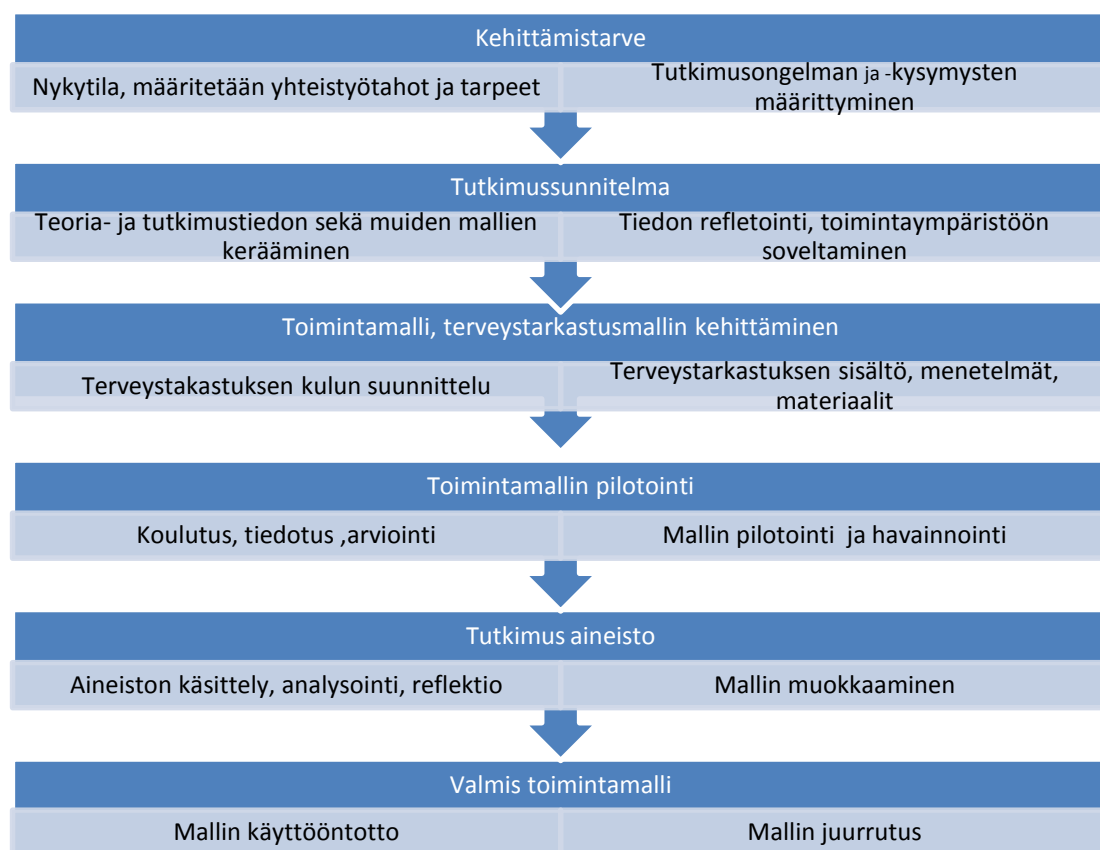 Kehittämistarve
Nykytila, määritetään yhteistyötahot ja tarpeet
Tutkimusongelman ja -kysymysten
määrittyminen
Tutkimussunnitelma
Teoria- ja tutkimustiedon sekä muiden mallien
kerääminen
Tiedon refletointi, toimintaympäristöön
soveltaminen
Toimintamalli, terveystarkastusmallin kehittäminen
Terveystakastuksen kulun suunnittelu
Terveystarkastuksen sisältö, menetelmät,
materiaalit
Toimintamallin pilotointi
Koulutus, tiedotus ,arviointi
Mallin pilotointi ja havainnointi
Tutkimus aineisto
Aineiston käsittely, analysointi, reflektio
Mallin muokkaaminen
Valmis toimintamalli
Mallin käyttööntotto
Mallin juurrutus